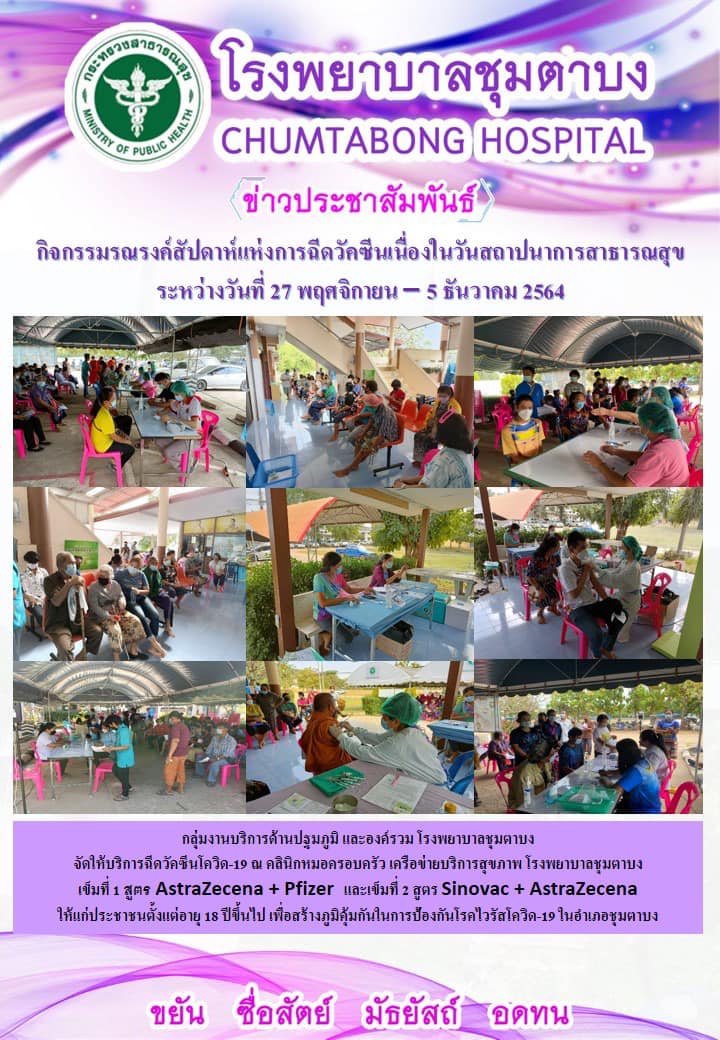 กระทรวงสาธารณสุข
MINISTRY OF PUBLIC HEALTH
โรงพยาบาลชุมตาบง
CHUMTABONG HOSPITAL
ข่าวประชาสัมพันธ์
กิจกรรมรณรงค์สัปดาห์แห่งการฉีดวัคซีนเนื่องในวันสถาปนาการสาธารณสุข
ระหว่างวันที่ 27 พฤศจิกายน – 5 ธันวาคม 2564
กลุ่มงานบริการด้านปฐมภูมิ และองค์รวม โรงพยาบาลชุมตาบง
จัดให้บริการฉีดวัคซีนโควิด-19 ณ คลินิกหมอครอบครัว เครือข่ายบริการสุขภาพ โรงพยาบาลชุมตาบง
เข็มที่ 1 สูตร AstraZecena + Pfizer และเข็มที่ 2 สูตร Sinovac + AstraZecena
ให้แก่ประชาชนตั้งแต่อายุ 18 ปีขึ้นไป เพื่อสร้างภูมิคุ้มกันในการป้องกันโรคไวรัสโควิด-19 ในอำเภอชุมตาบง
ขยัน ซื่อสัตย์ มัธยัสถ์ อดทน